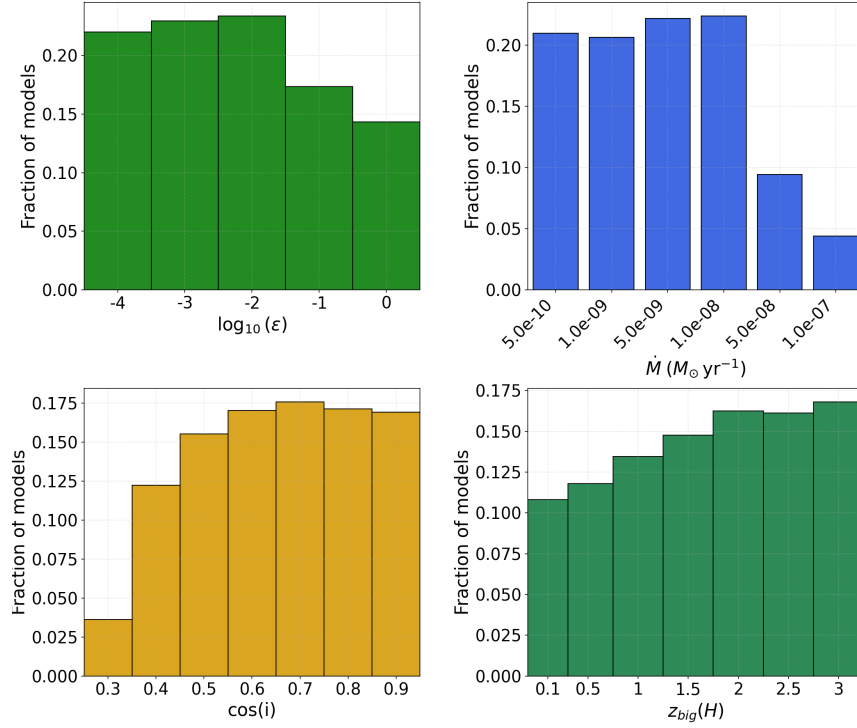 0.20
0.15
0.10
0.05
0.00
Fraction of models
-4 -3 -2 -1 0
log₁₀(ε)
0.20
0.15
0.10
0.05
0.00
Fraction of models
5.0e-10 1.0e-09 5.0e-09 1.0e-08 5.0e-08 1.0e-07
Ṁ (M⊙ yr⁻¹)
0.175
0.150
0.125
0.100
0.075
0.050
0.025
0.000
Fraction of models
0.3 0.4 0.5 0.6 0.7 0.8 0.9
cos(i)
0.175
0.150
0.125
0.100
0.075
0.050
0.025
0.000
Fraction of models
0.1 0.5 1 1.5 2 2.5 3
z_big(H)